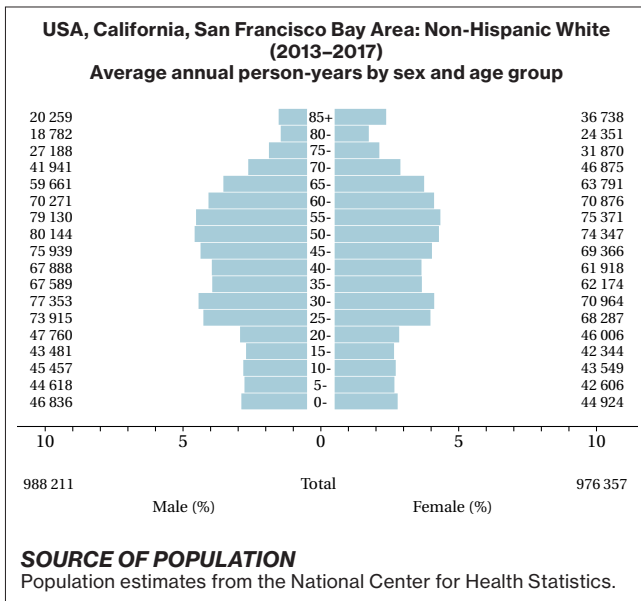 USA, California, San Francisco Bay Area: Non-Hispanic White
(2013–2017)
Average annual person-years by sex and age group
20 259 85+ 36 738
18 782 80- 24 351
27 188 75- 31 870
41 941 70- 46 875
59 661 65- 63 791
70 271 60- 70 876
79 130 55- 75 371
80 144 50- 74 347
75 939 45- 69 366
67 888 40- 61 918
67 589 35- 62 174
77 353 30- 70 964
73 915 25- 68 287
47 760 20- 46 006
43 481 15- 42 344
45 457 10- 43 549
44 618 5- 42 606
46 836 0- 44 924
10 5 0 5 10
988 211 Total 976 357
Male (%) Female (%)
SOURCE OF POPULATION
Population estimates from the National Center for Health Statistics.